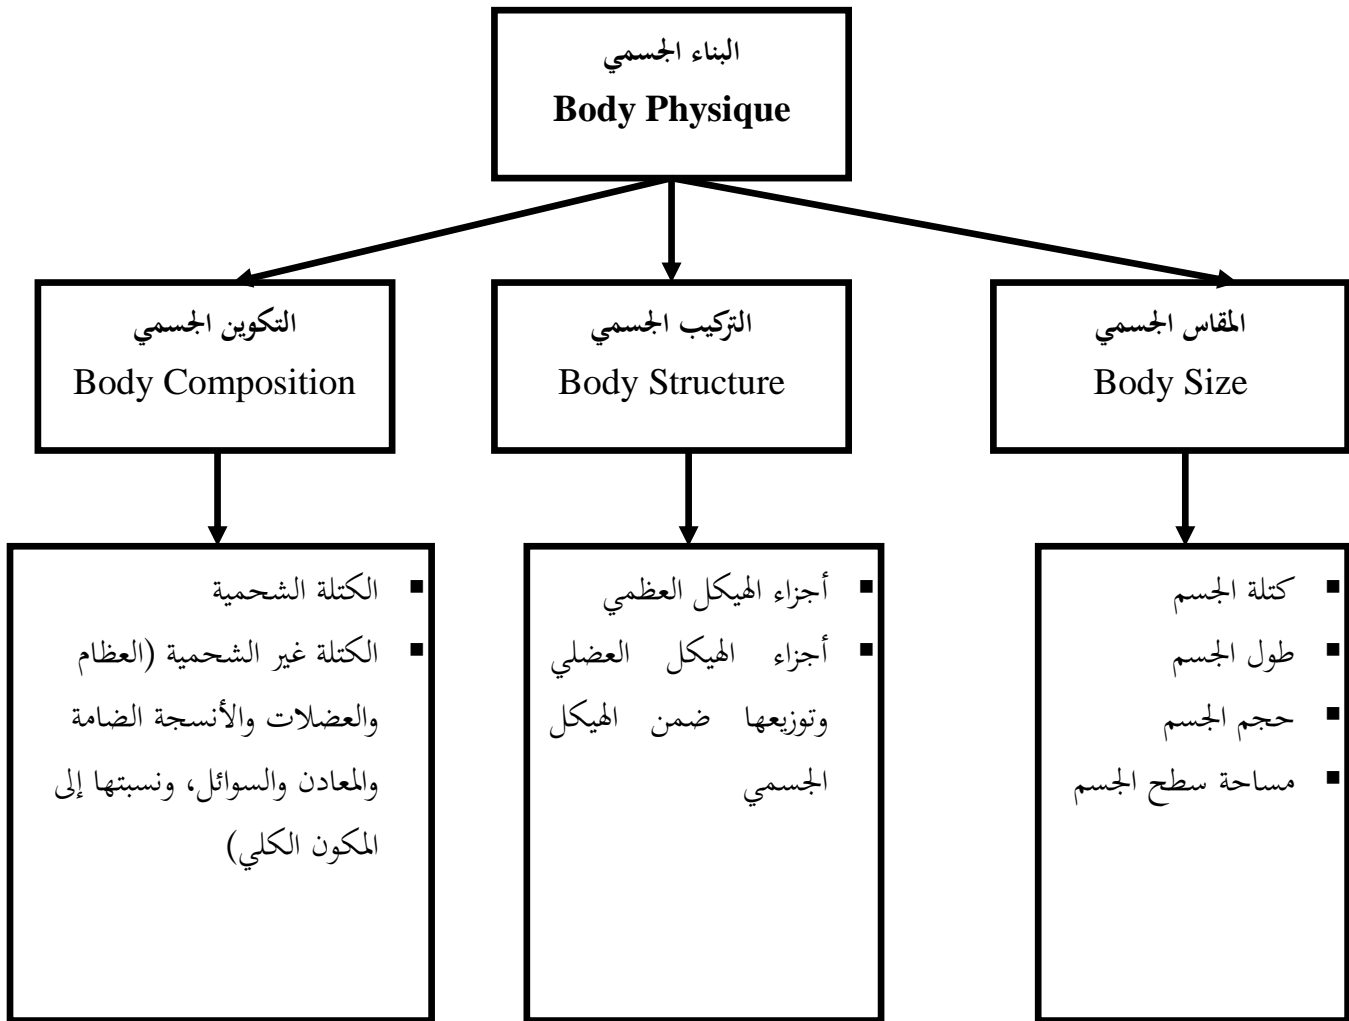 البناء الجسمي
Body Physique
المقاس الجسمي
Body Size
التركيب الجسمي
Body Structure
التكوين الجسمي
Body Composition
▪ كتلة الجسم
▪ طول الجسم
▪ حجم الجسم
▪ مساحة سطح الجسم
▪ أجزاء الهيكل العظمي
▪ أجزاء الهيكل العضلي
وتوزيعها ضمن الهيكل
الجسمي
▪ الكتلة الشحمية
▪ الكتلة غير الشحمية (العظام
والعضلات والأنسجة الضامة
والمعادن والسوائل، ونسبتها إلى
المكون الكلي)